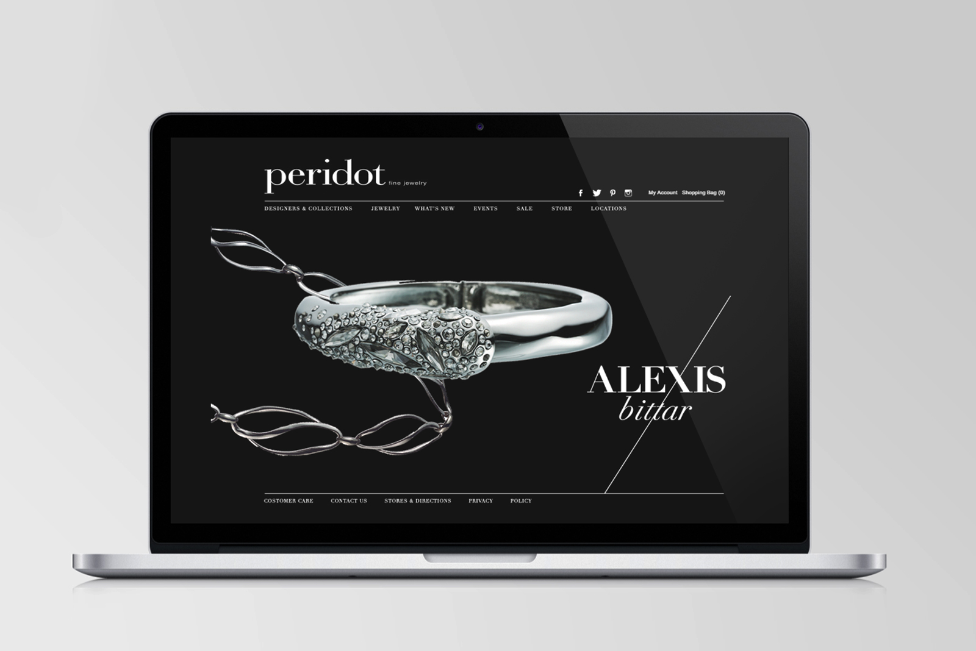 peridot fine jewelry
My Account Shopping Bag (0)
DESIGNERS & COLLECTIONS JEWELRY WHAT'S NEW EVENTS SALE STORE LOCATIONS
ALEXIS
bittar
COSTOMER CARE CONTACT US STORES & DIRECTIONS PRIVACY POLICY